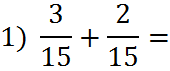 1) 3/15 + 2/15 =